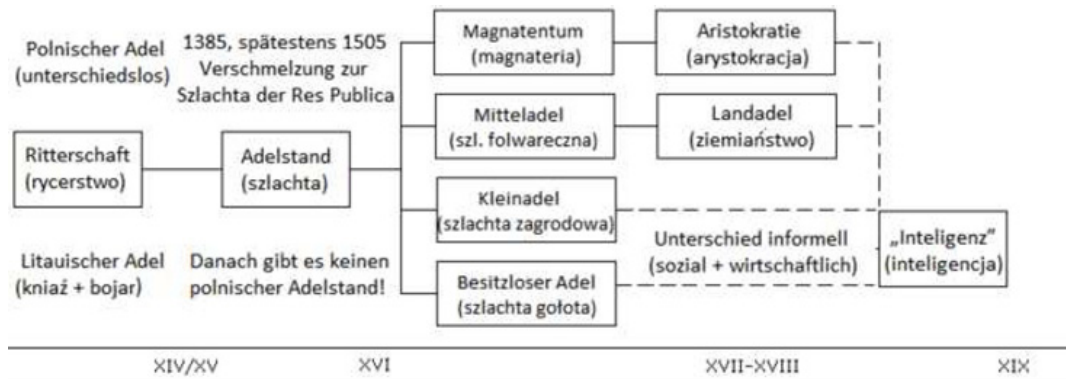 Polnischer Adel
(unterschiedslos)
1385, spätestens 1505
Verschmelzung zur
Szlachta der Res Publica
Magnatentum
(magnateria)
Aristokratie
(arystokracja)
Mitteladel
(szl. folwareczna)
Landadel
(ziemiaństwo)
Ritterschaft
(rycerstwo)
Adelstand
(szlachta)
Kleinadel
(szlachta zagrodowa)
Unterschied informell
(sozial + wirtschaftlich)
„Inteligenz”
(inteligencja)
Litauischer Adel
(kniaź + bojar)
Danach gibt es keinen
polnischer Adelstand!
Besitzloser Adel
(szlachta gołota)
XIV/XV
XVI
XVII-XVIII
XIX